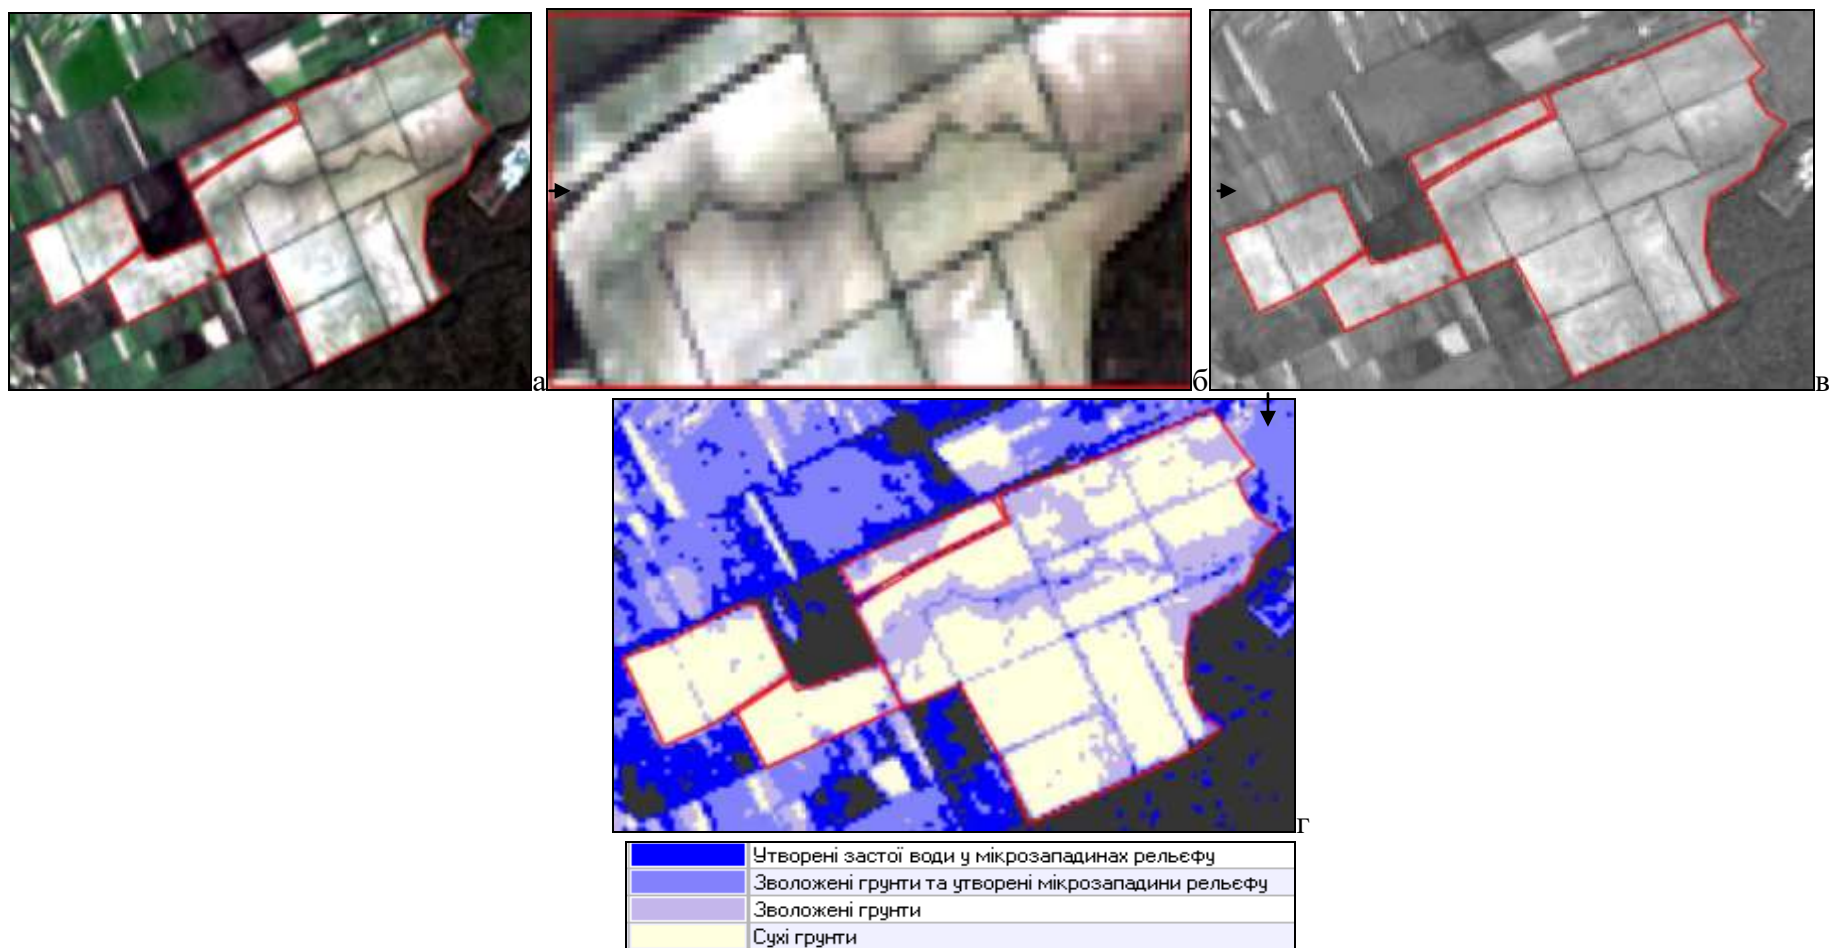 а
б
в
г
Утворені застої води у мікрозападинах рельєфу
Зволожені грунти та утворені мікрозападини рельєфу
Зволожені грунти
Сухі грунти